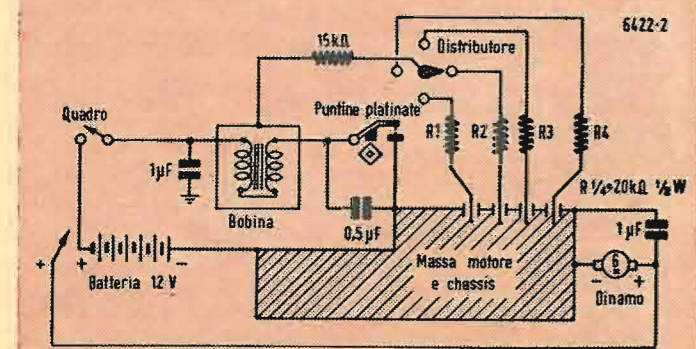 6422-2
15kΩ
Distributore
Quadro
Puntine platinate
R1
R2
R3
R4
1µF
R 1/4=20kΩ ½W
Bobina
0,5µF
1µF
Massa motore
e chassis
G
+
+
-
-
+
Batteria 12 V
Dinamo